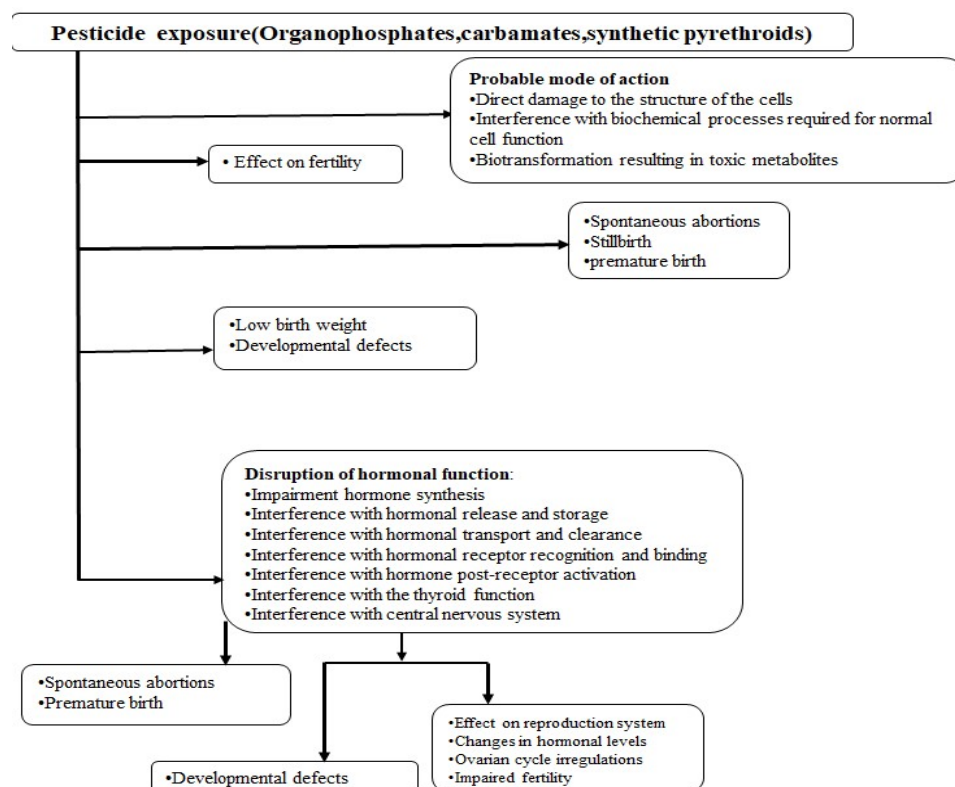 Pesticide exposure(Organophosphates,carbamates,synthetic pyrethroids)
Probable mode of action
•Direct damage to the structure of the cells
•Interference with biochemical processes required for normal
cell function
•Biotransformation resulting in toxic metabolites
• Effect on fertility
•Spontaneous abortions
•Stillbirth
•premature birth
•Low birth weight
•Developmental defects
Disruption of hormonal function:
•Impairment hormone synthesis
•Interference with hormonal release and storage
•Interference with hormonal transport and clearance
•Interference with hormonal receptor recognition and binding
•Interference with hormone post-receptor activation
•Interference with the thyroid function
•Interference with central nervous system
•Spontaneous abortions
•Premature birth
•Effect on reproduction system
•Changes in hormonal levels
•Ovarian cycle irregulations
•Impaired fertility
•Developmental defects